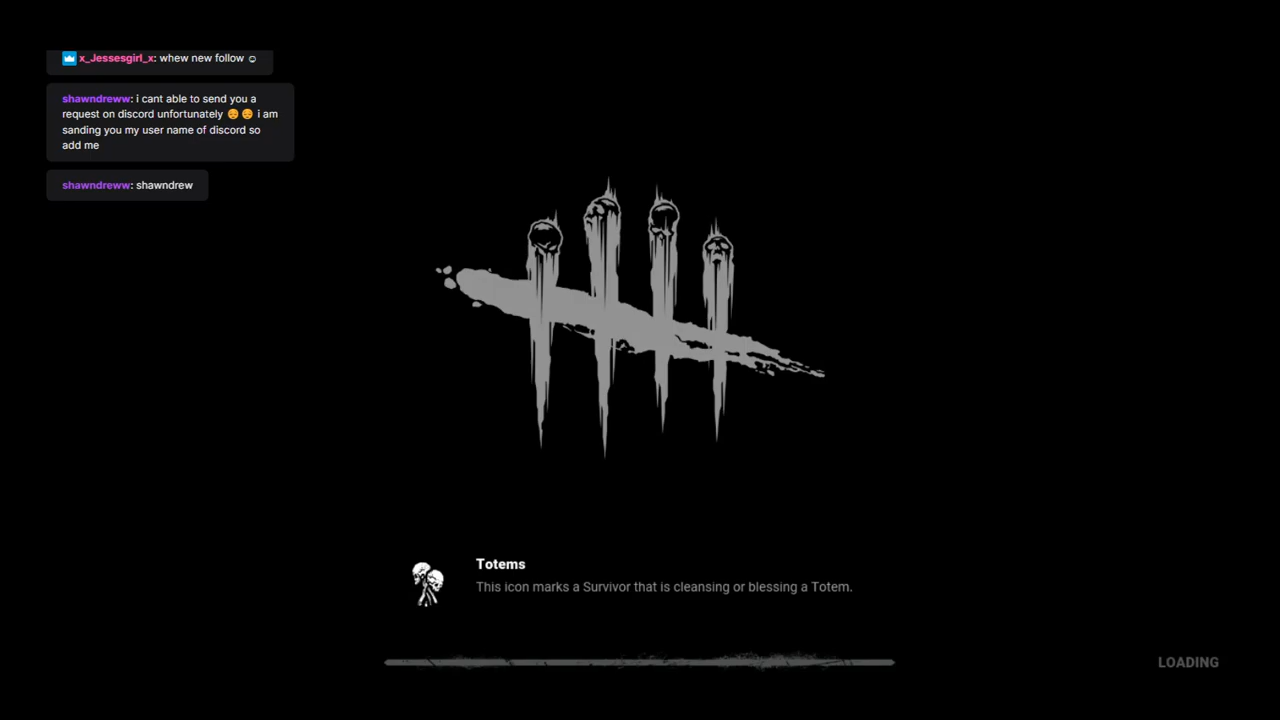 x_Jessesgirl_x: whew new follow ☺
shawndreww: i cant able to send you a
request on discord unfortunately 😔 😔 i am
sanding you my user name of discord so
add me
shawndreww: shawndrew
Totems
This icon marks a Survivor that is cleansing or blessing a Totem.
LOADING